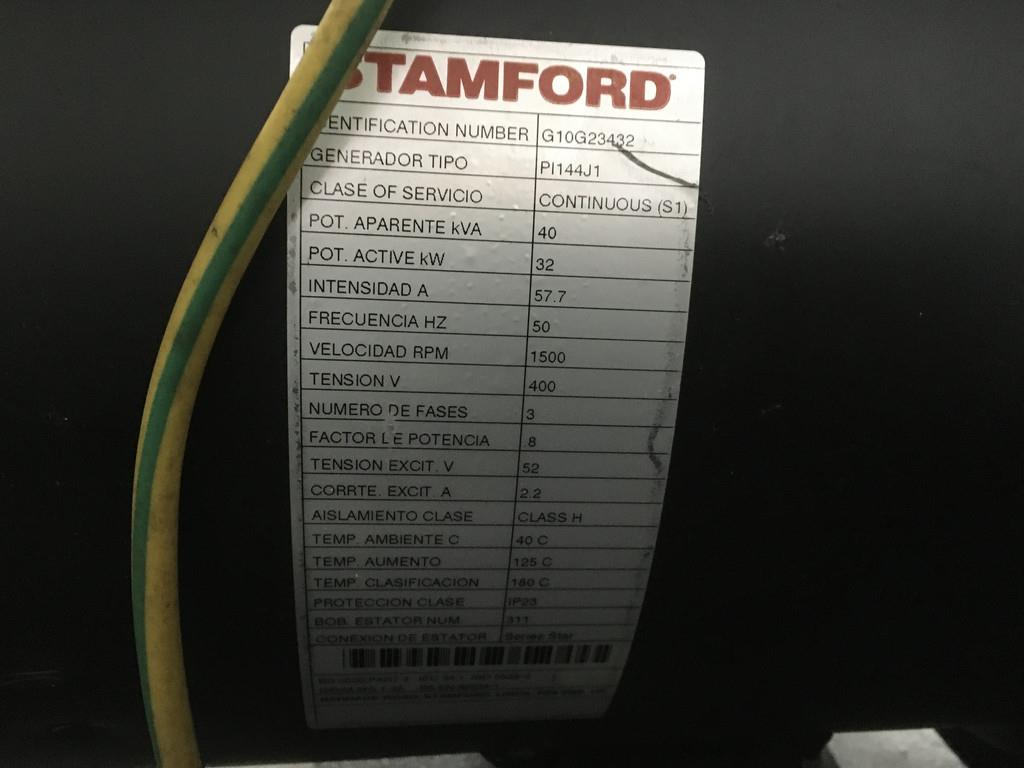 STAMFORD
IDENTIFICATION NUMBER G10G23432
GENERADOR TIPO PI144J1
CLASE OF SERVICIO CONTINUOUS (S1)
POT. APARENTE kVA 40
POT. ACTIVE kW 32
INTENSIDAD A 57.7
FRECUENCIA HZ 50
VELOCIDAD RPM 1500
TENSION V 400
NUMERO DE FASES 3
FACTOR DE POTENCIA .8
TENSION EXCIT. V 52
CORRTE. EXCIT. A 2.2
AISLAMIENTO CLASE CLASS H
TEMP. AMBIENTE C 40 C
TEMP. AUMENTO 125 C
TEMP. CLASIFICACION 180 C
PROTECCION CLASE IP23
BOB. ESTATOR NUM. 311
CONEXION DE ESTATOR Series Star